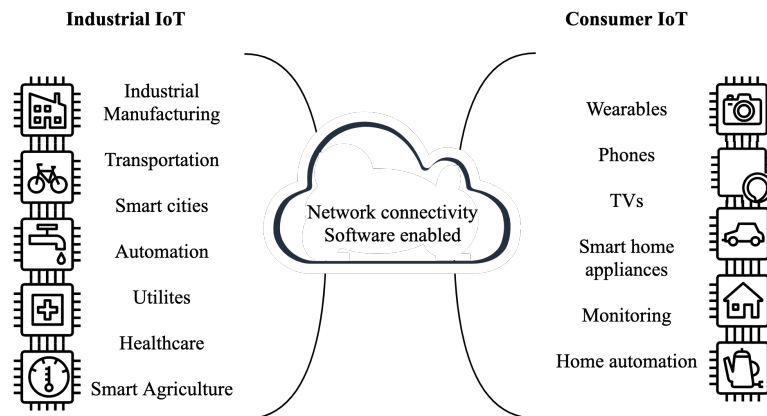 Industrial IoT
Industrial
Manufacturing
Transportation
Smart cities
Automation
Utilites
Healthcare
Smart Agriculture
Network connectivity
Software enabled
Consumer IoT
Wearables
Phones
TVs
Smart home
appliances
Monitoring
Home automation